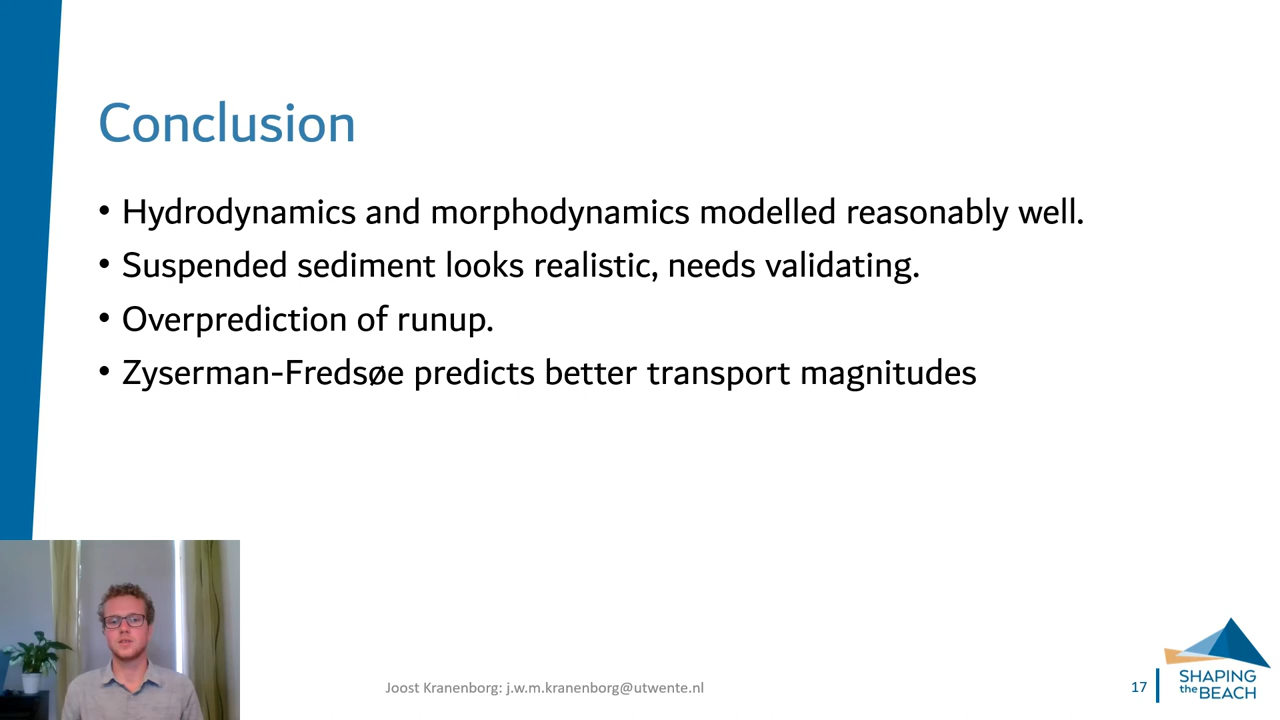 Conclusion
• Hydrodynamics and morphodynamics modelled reasonably well.
• Suspended sediment looks realistic, needs validating.
• Overprediction of runup.
• Zyserman-Fredsøe predicts better transport magnitudes
Joost Kranenborg: j.w.m.kranenborg@utwente.nl
17
SHAPING
the BEACH